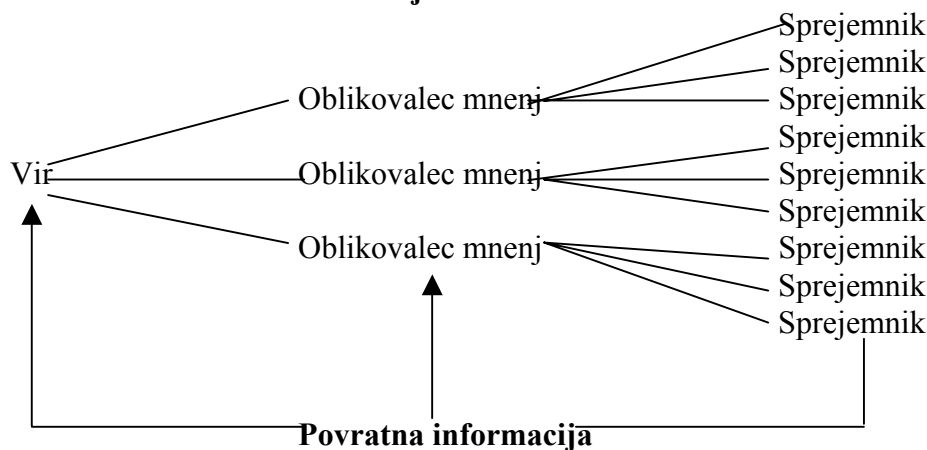 Sprejemnik
Sprejemnik
Oblikovalec mnenj Sprejemnik
Sprejemnik
Vir Oblikovalec mnenj Sprejemnik
Sprejemnik
Oblikovalec mnenj Sprejemnik
Sprejemnik
Sprejemnik
Povratna informacija